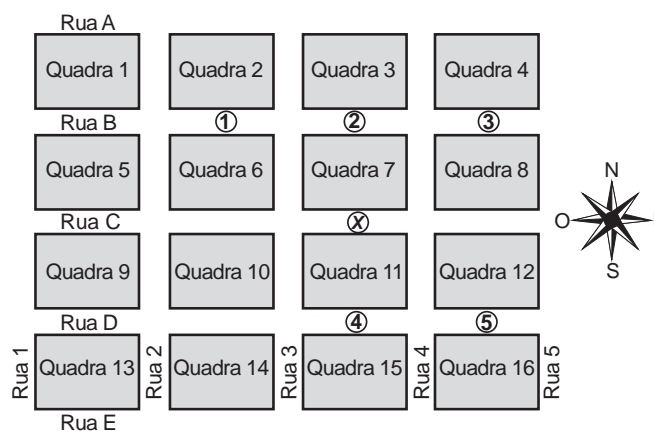 Rua A
Quadra 1 Quadra 2 Quadra 3 Quadra 4
Rua B 1 2 3
Quadra 5 Quadra 6 Quadra 7 Quadra 8
N
O
S
Rua C X
Quadra 9 Quadra 10 Quadra 11 Quadra 12
Rua D 4 5
Rua 1 Quadra 13 Rua 2 Quadra 14 Rua 3 Quadra 15 Rua 4 Quadra 16 Rua 5
Rua E